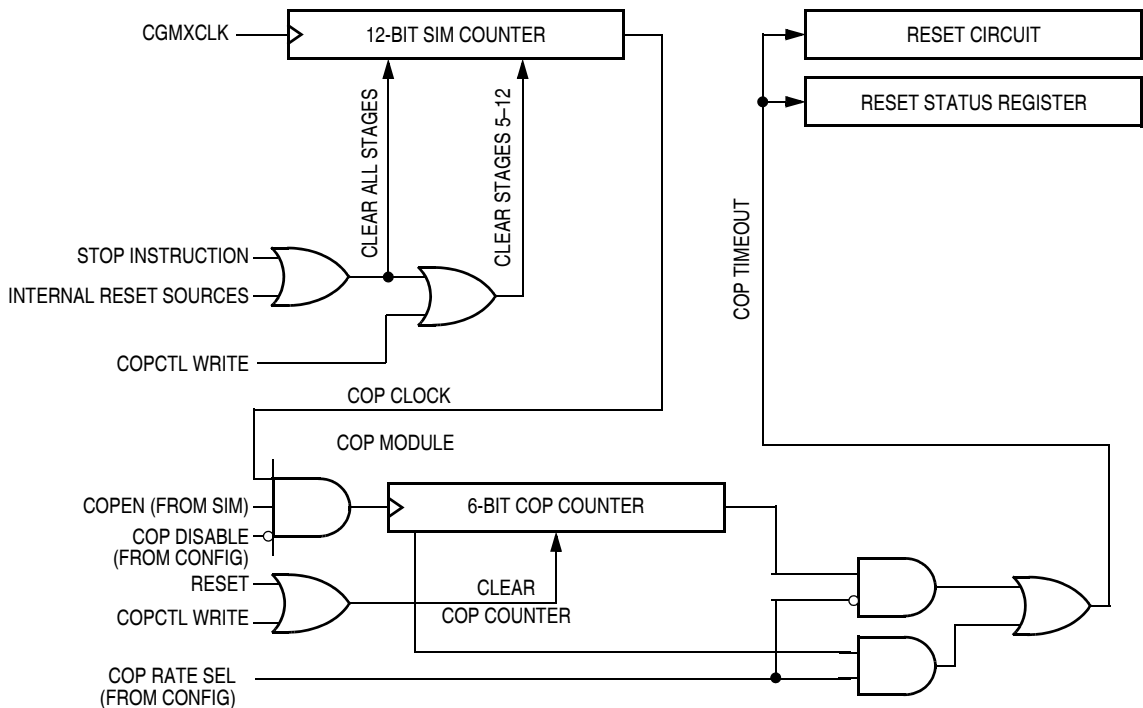 CGMXCLK
12-BIT SIM COUNTER
RESET CIRCUIT
RESET STATUS REGISTER
CLEAR ALL STAGES
CLEAR STAGES 5–12
COP TIMEOUT
STOP INSTRUCTION
INTERNAL RESET SOURCES
COPCTL WRITE
COP CLOCK
COP MODULE
COPEN (FROM SIM)
6-BIT COP COUNTER
COP DISABLE
(FROM CONFIG)
RESET
COPCTL WRITE
CLEAR
COP COUNTER
COP RATE SEL
(FROM CONFIG)